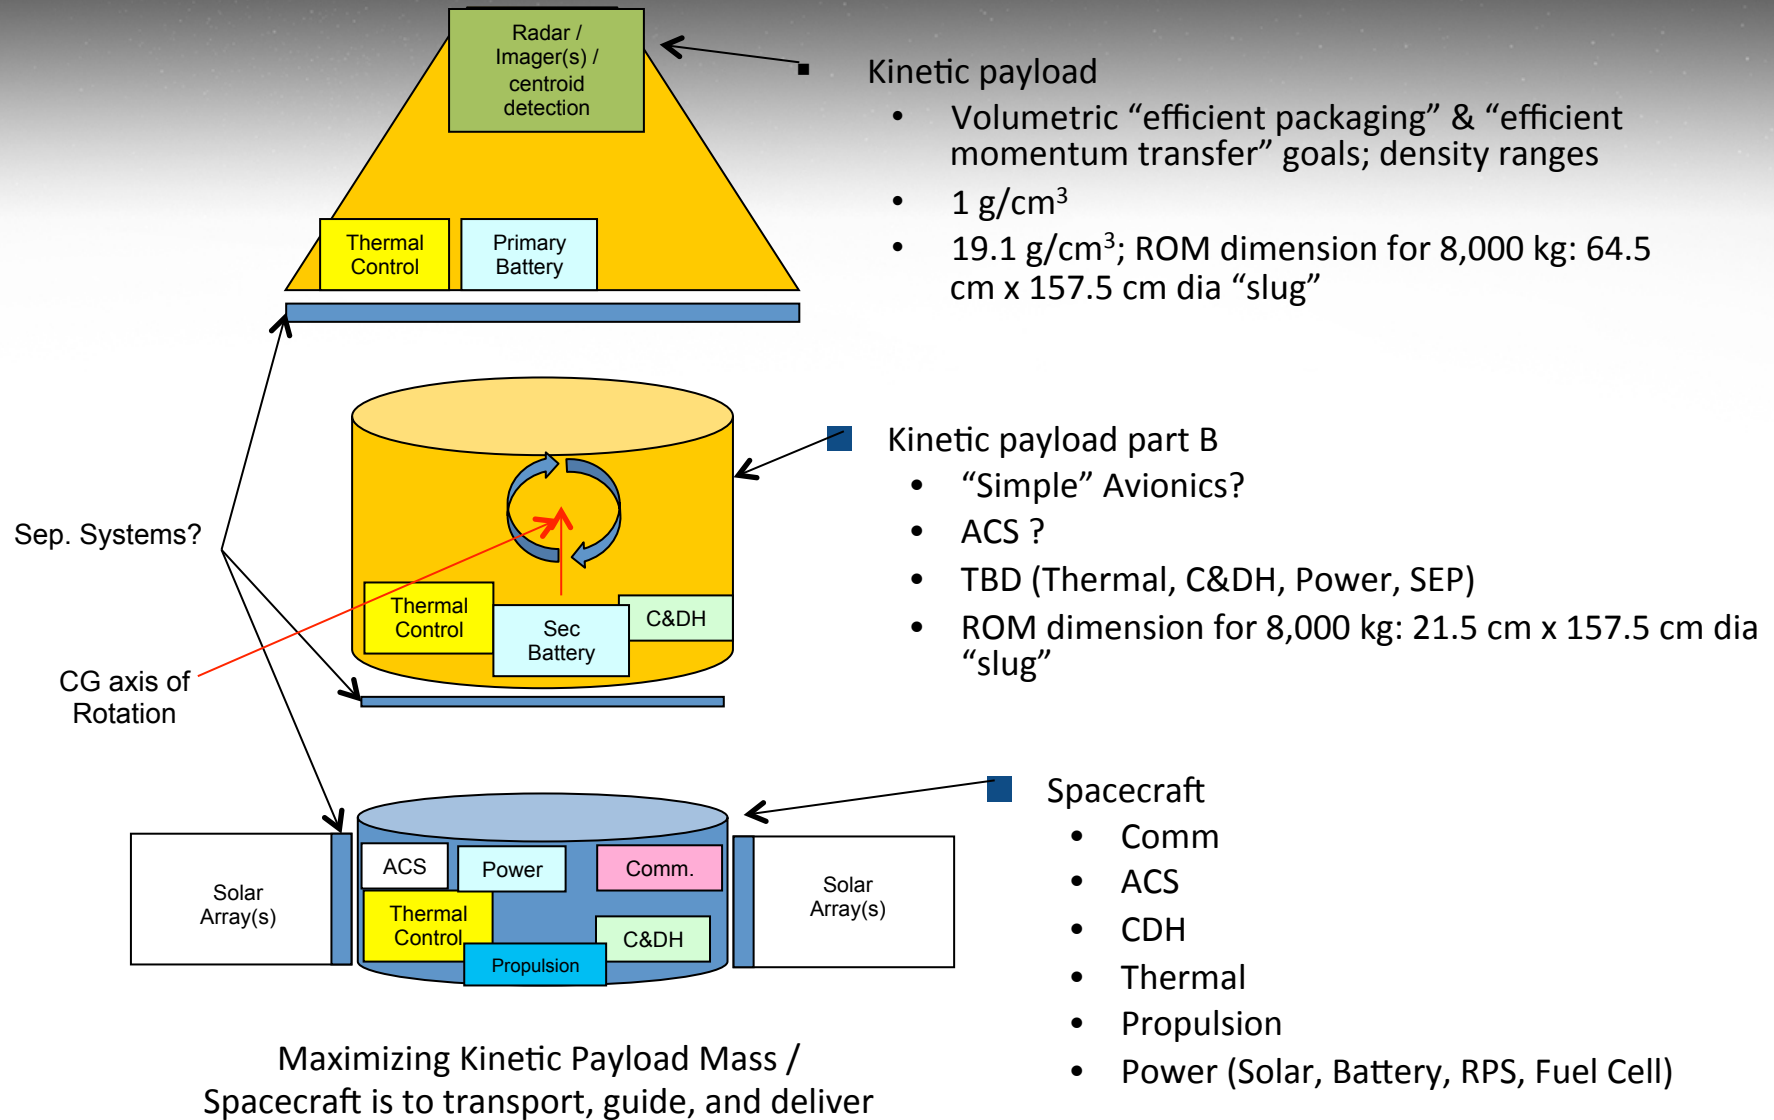 Radar /
Imager(s) /
centroid
detection
Thermal
Control
Primary
Battery
Kinetic payload
• Volumetric “efficient packaging” & “efficient
momentum transfer” goals; density ranges
• 1 g/cm³
• 19.1 g/cm³; ROM dimension for 8,000 kg: 64.5
cm x 157.5 cm dia “slug”
Sep. Systems?
CG axis of
Rotation
Thermal
Control
Sec
Battery
C&DH
Kinetic payload part B
• “Simple” Avionics?
• ACS ?
• TBD (Thermal, C&DH, Power, SEP)
• ROM dimension for 8,000 kg: 21.5 cm x 157.5 cm dia
“slug”
Solar
Array(s)
ACS
Power
Comm.
Thermal
Control
C&DH
Propulsion
Solar
Array(s)
Spacecraft
• Comm
• ACS
• CDH
• Thermal
• Propulsion
• Power (Solar, Battery, RPS, Fuel Cell)
Maximizing Kinetic Payload Mass /
Spacecraft is to transport, guide, and deliver